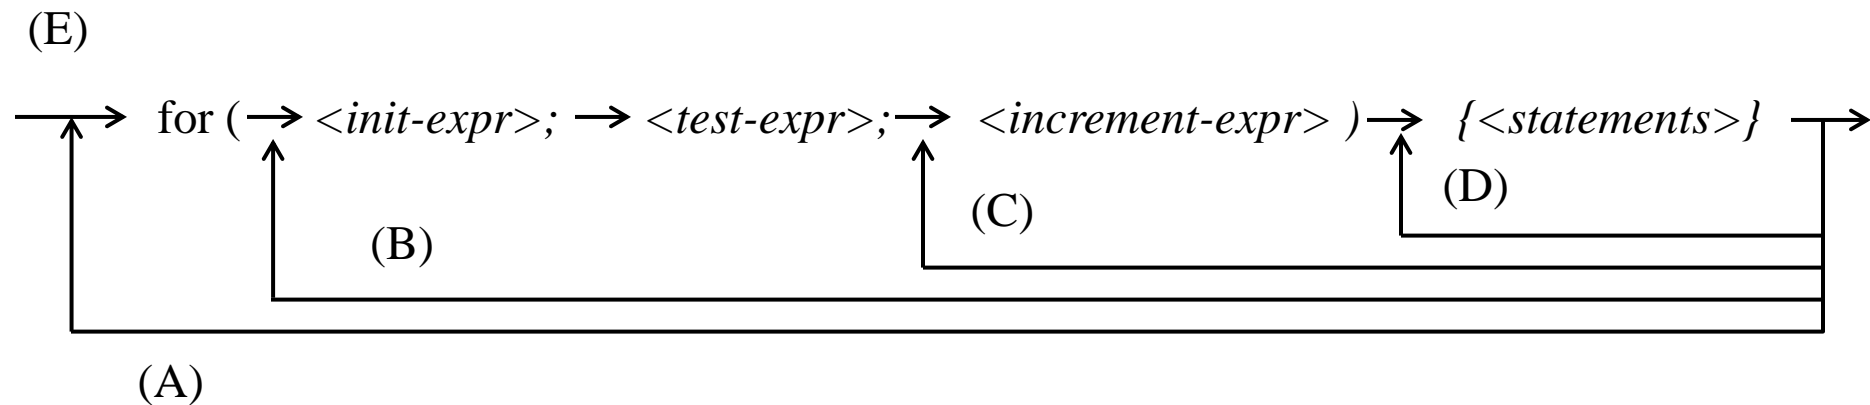 (E)
for ( <init-expr>; <test-expr>; <increment-expr> ) {<statements>}
(D)
(C)
(B)
(A)